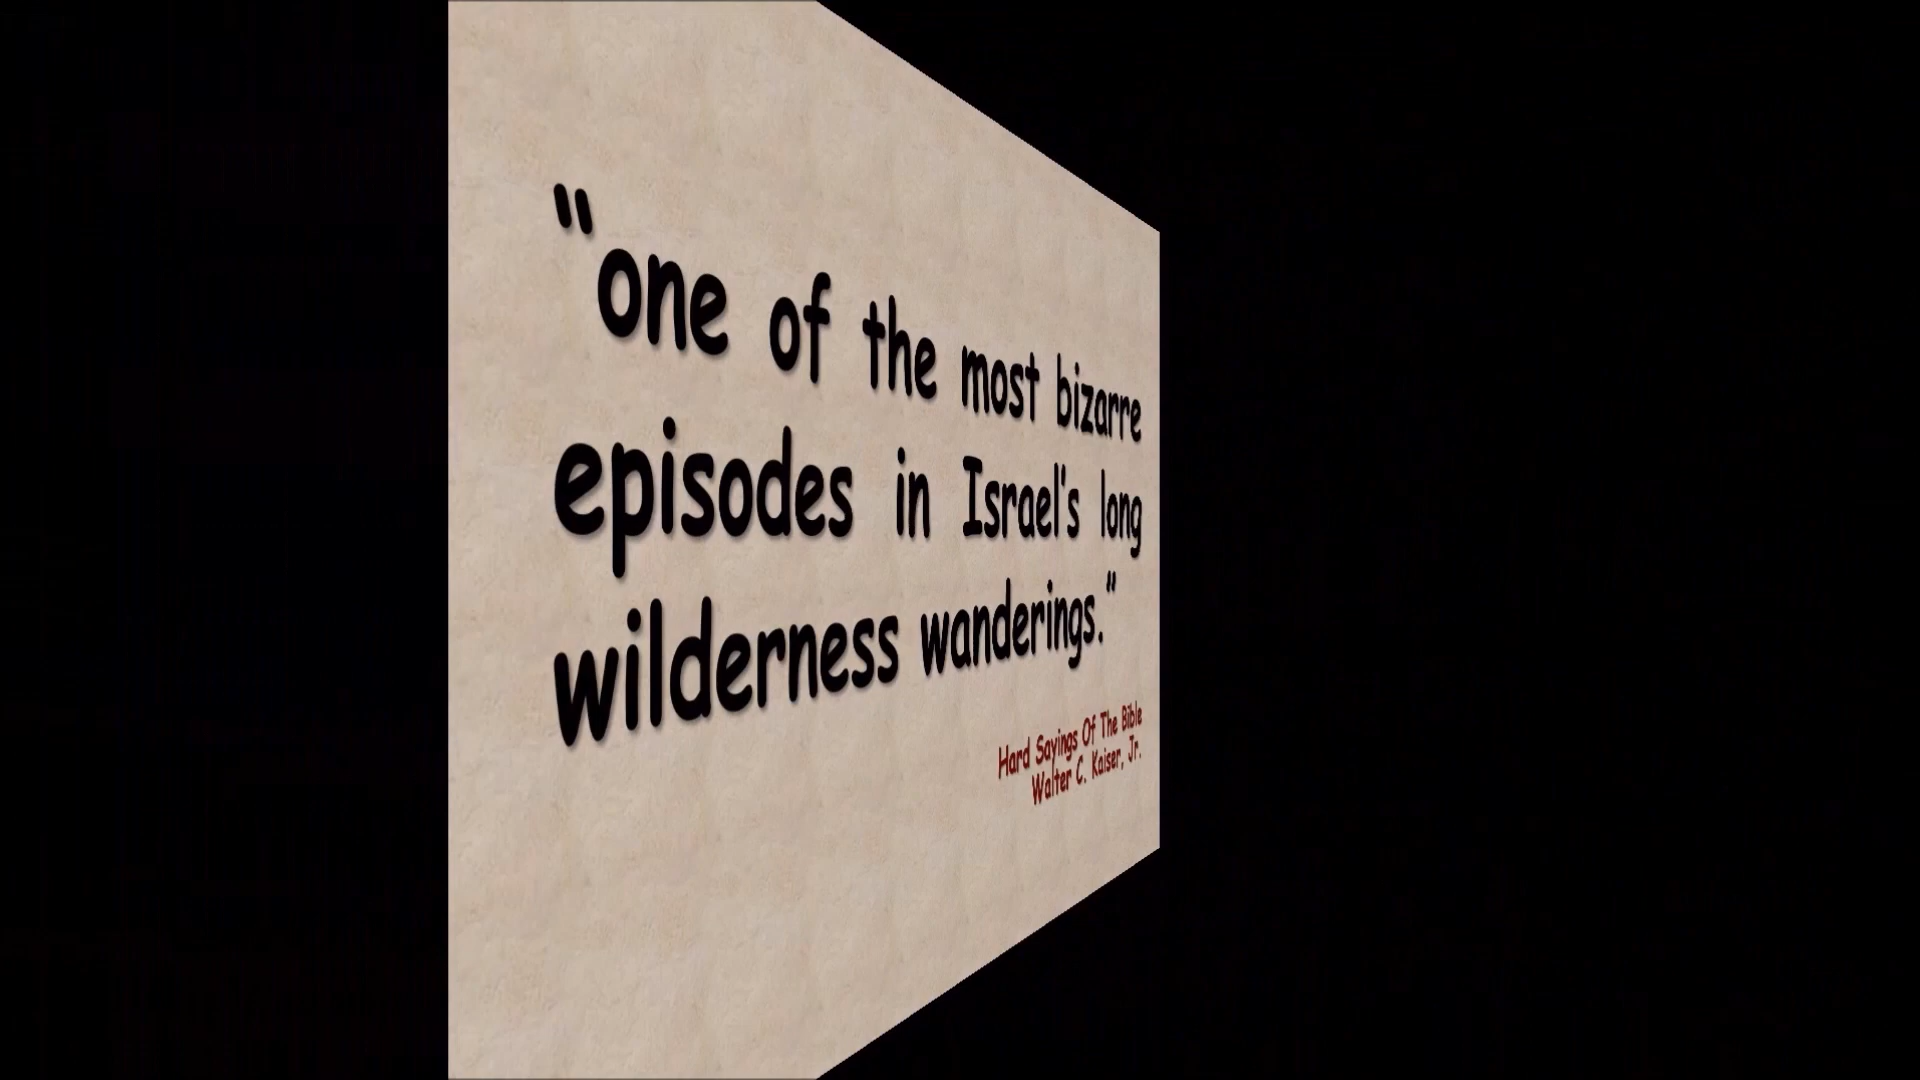 "one of the most bizarre
episodes in Israel's long
wilderness wanderings."
Hard Sayings Of The Bible
Walter C. Kaiser, Jr.